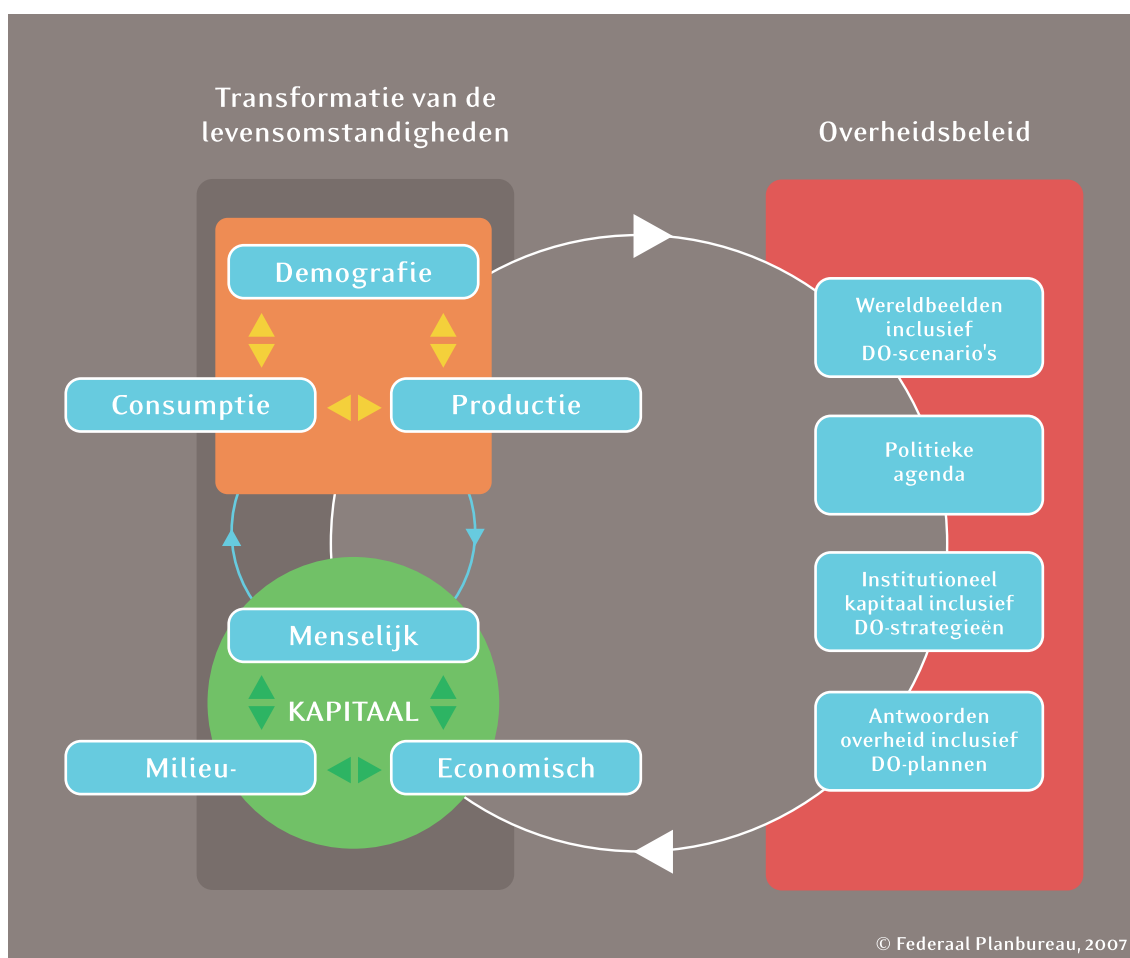 Transformatie van de
levensomstandigheden
Overheidsbeleid
Demografie
Consumptie
Productie
Menselijk
KAPITAAL
Milieu-
Economisch
Wereldbeelden
inclusief
DO-scenario's
Politieke
agenda
Institutioneel
kapitaal inclusief
DO-strategieën
Antwoorden
overheid inclusief
DO-plannen
© Federaal Planbureau, 2007